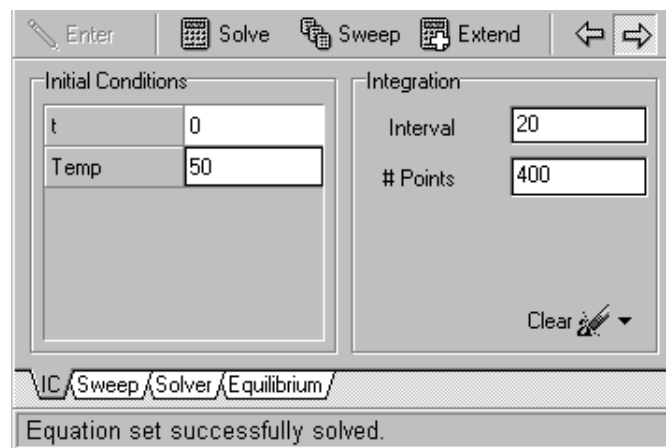 Enter Solve Sweep Extend
Initial Conditions
t 0
Temp 50
Integration
Interval 20
# Points 400
Clear
IC Sweep Solver Equilibrium
Equation set successfully solved.